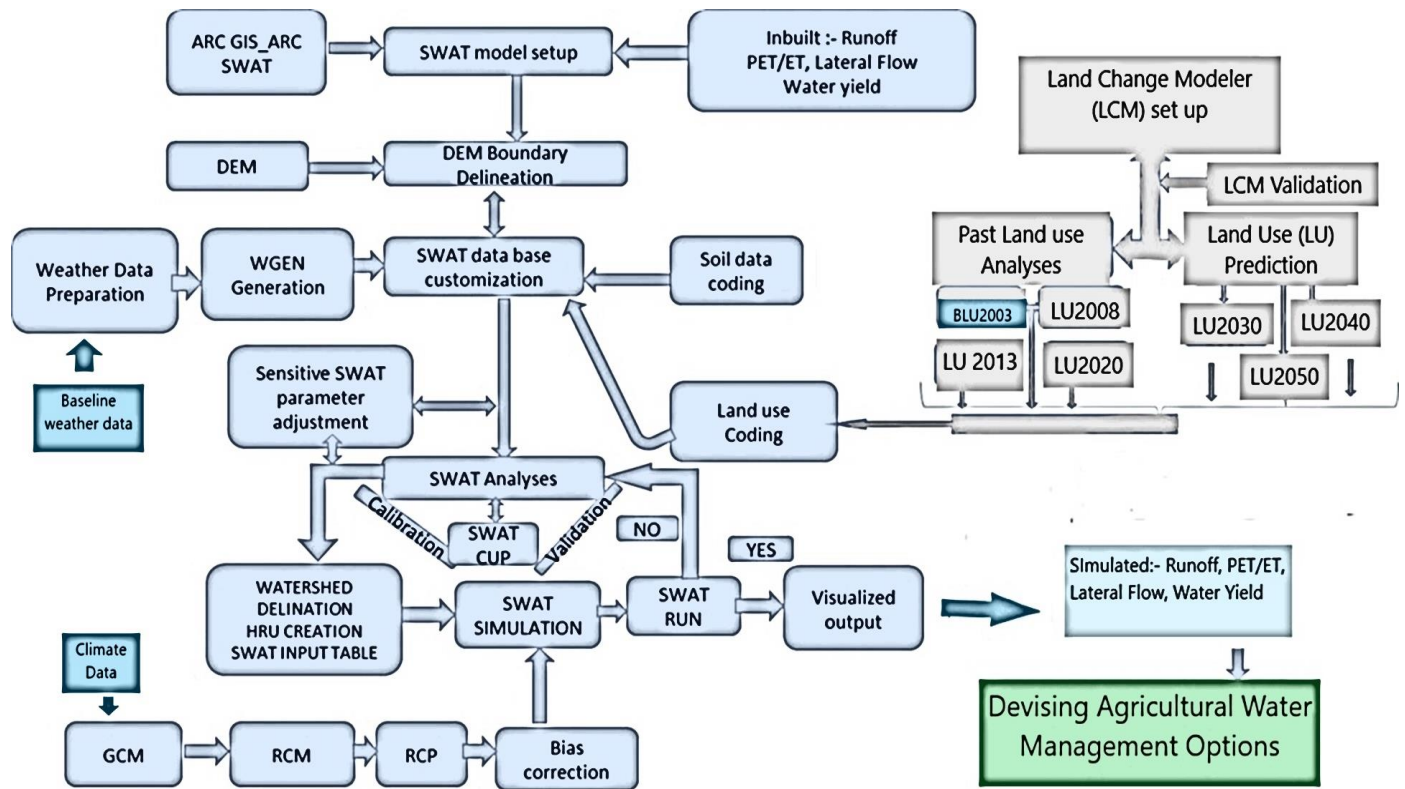 ARC GIS_ARC
SWAT
SWAT model setup
Inbuilt :- Runoff
PET/ET, Lateral Flow
Water yield
Land Change Modeler
(LCM) set up
DEM
DEM Boundary
Delineation
LCM Validation
Weather Data
Preparation
WGEN
Generation
SWAT data base
customization
Soil data
coding
Past Land use
Analyses
Land Use (LU)
Prediction
BLU2003
LU2008
LU2030
LU2040
LU 2013
LU2020
LU2050
Baseline
weather data
Sensitive SWAT
parameter
adjustment
Land use
Coding
SWAT Analyses
Calibration
SWAT
CUP
Validation
NO
YES
WATERSHED
DELINATION
HRU CREATION
SWAT INPUT TABLE
SWAT
SIMULATION
SWAT
RUN
Visualized
output
SImulated:- Runoff, PET/ET,
Lateral Flow, Water Yield
Climate
Data
Devising Agricultural Water
Management Options
GCM
RCM
RCP
Bias
correction